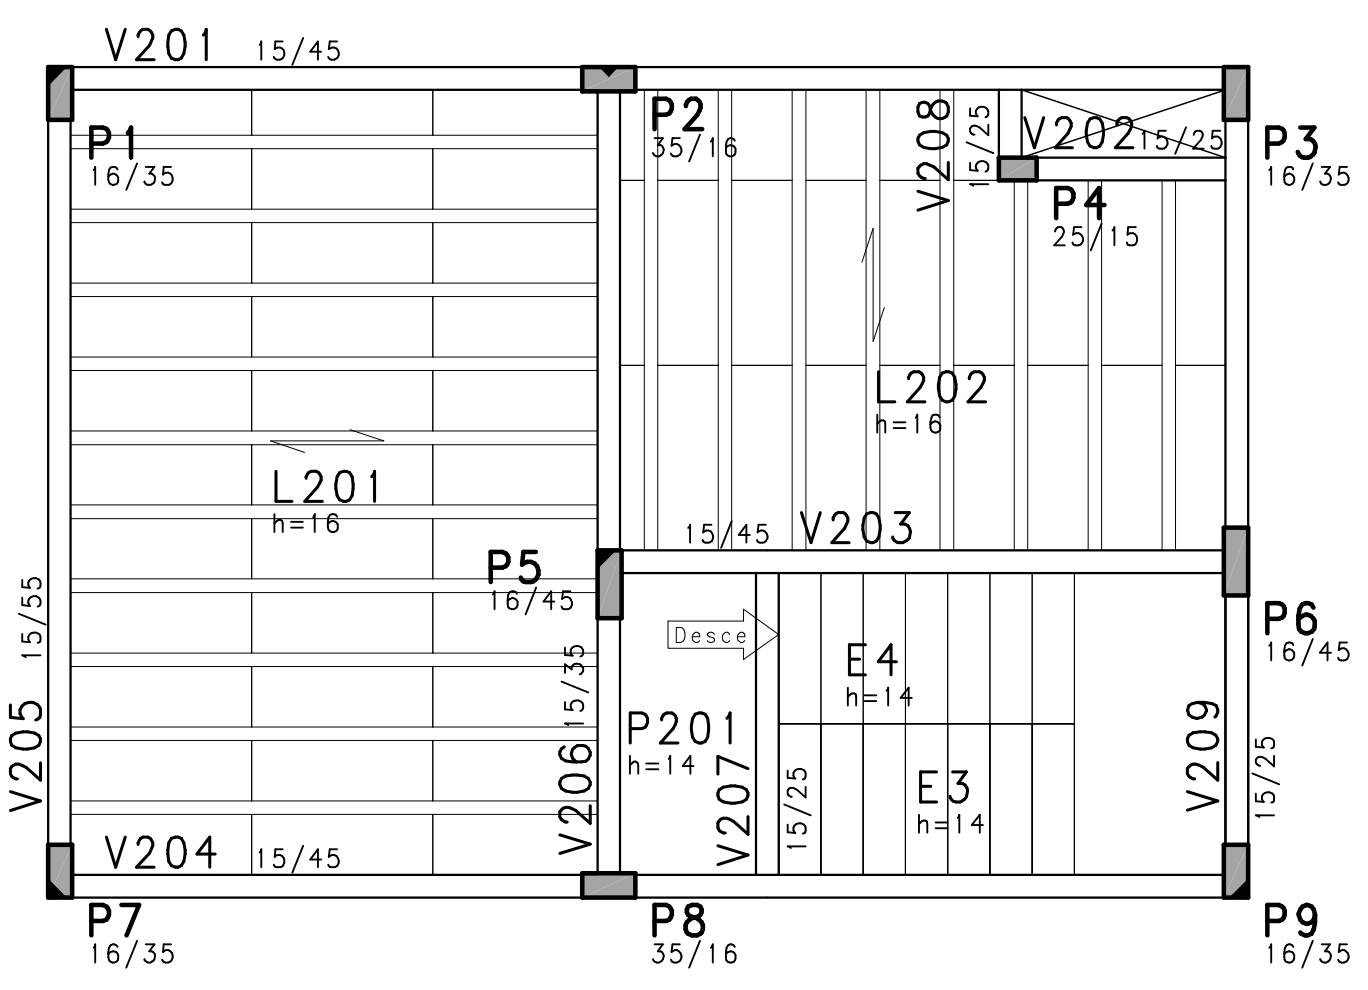 V201 15/45
P1
16/35
P2
35/16
V208 15/25
V202 15/25
P3
16/35
P4
25/15
L202
h=16
L201
h=16
15/45 V203
P5
16/45
P6
16/45
V205 15/55
V206 15/35
Desce
E4
h=14
P201
h=14
V207 15/25
E3
h=14
V209 15/25
V204 15/45
P7
16/35
P8
35/16
P9
16/35